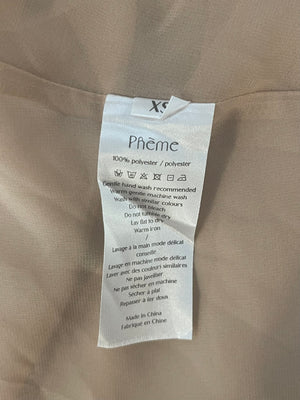 XS
Phème
100% polyester / polyester
Gentle hand wash recommended
Warm gentle machine wash
Wash with similar colours
Do not bleach
Do not tumble dry
Lay flat to dry
Warm iron
/
Lavage à la main mode délicat
conseille
Lavage en machine mode délicat
Laver avec des couleurs similaires
Ne pas javelliser
Ne pas sécher en machine
Sécher à plat
Repasser à fer doux
Made in China
Fabriqué en Chine